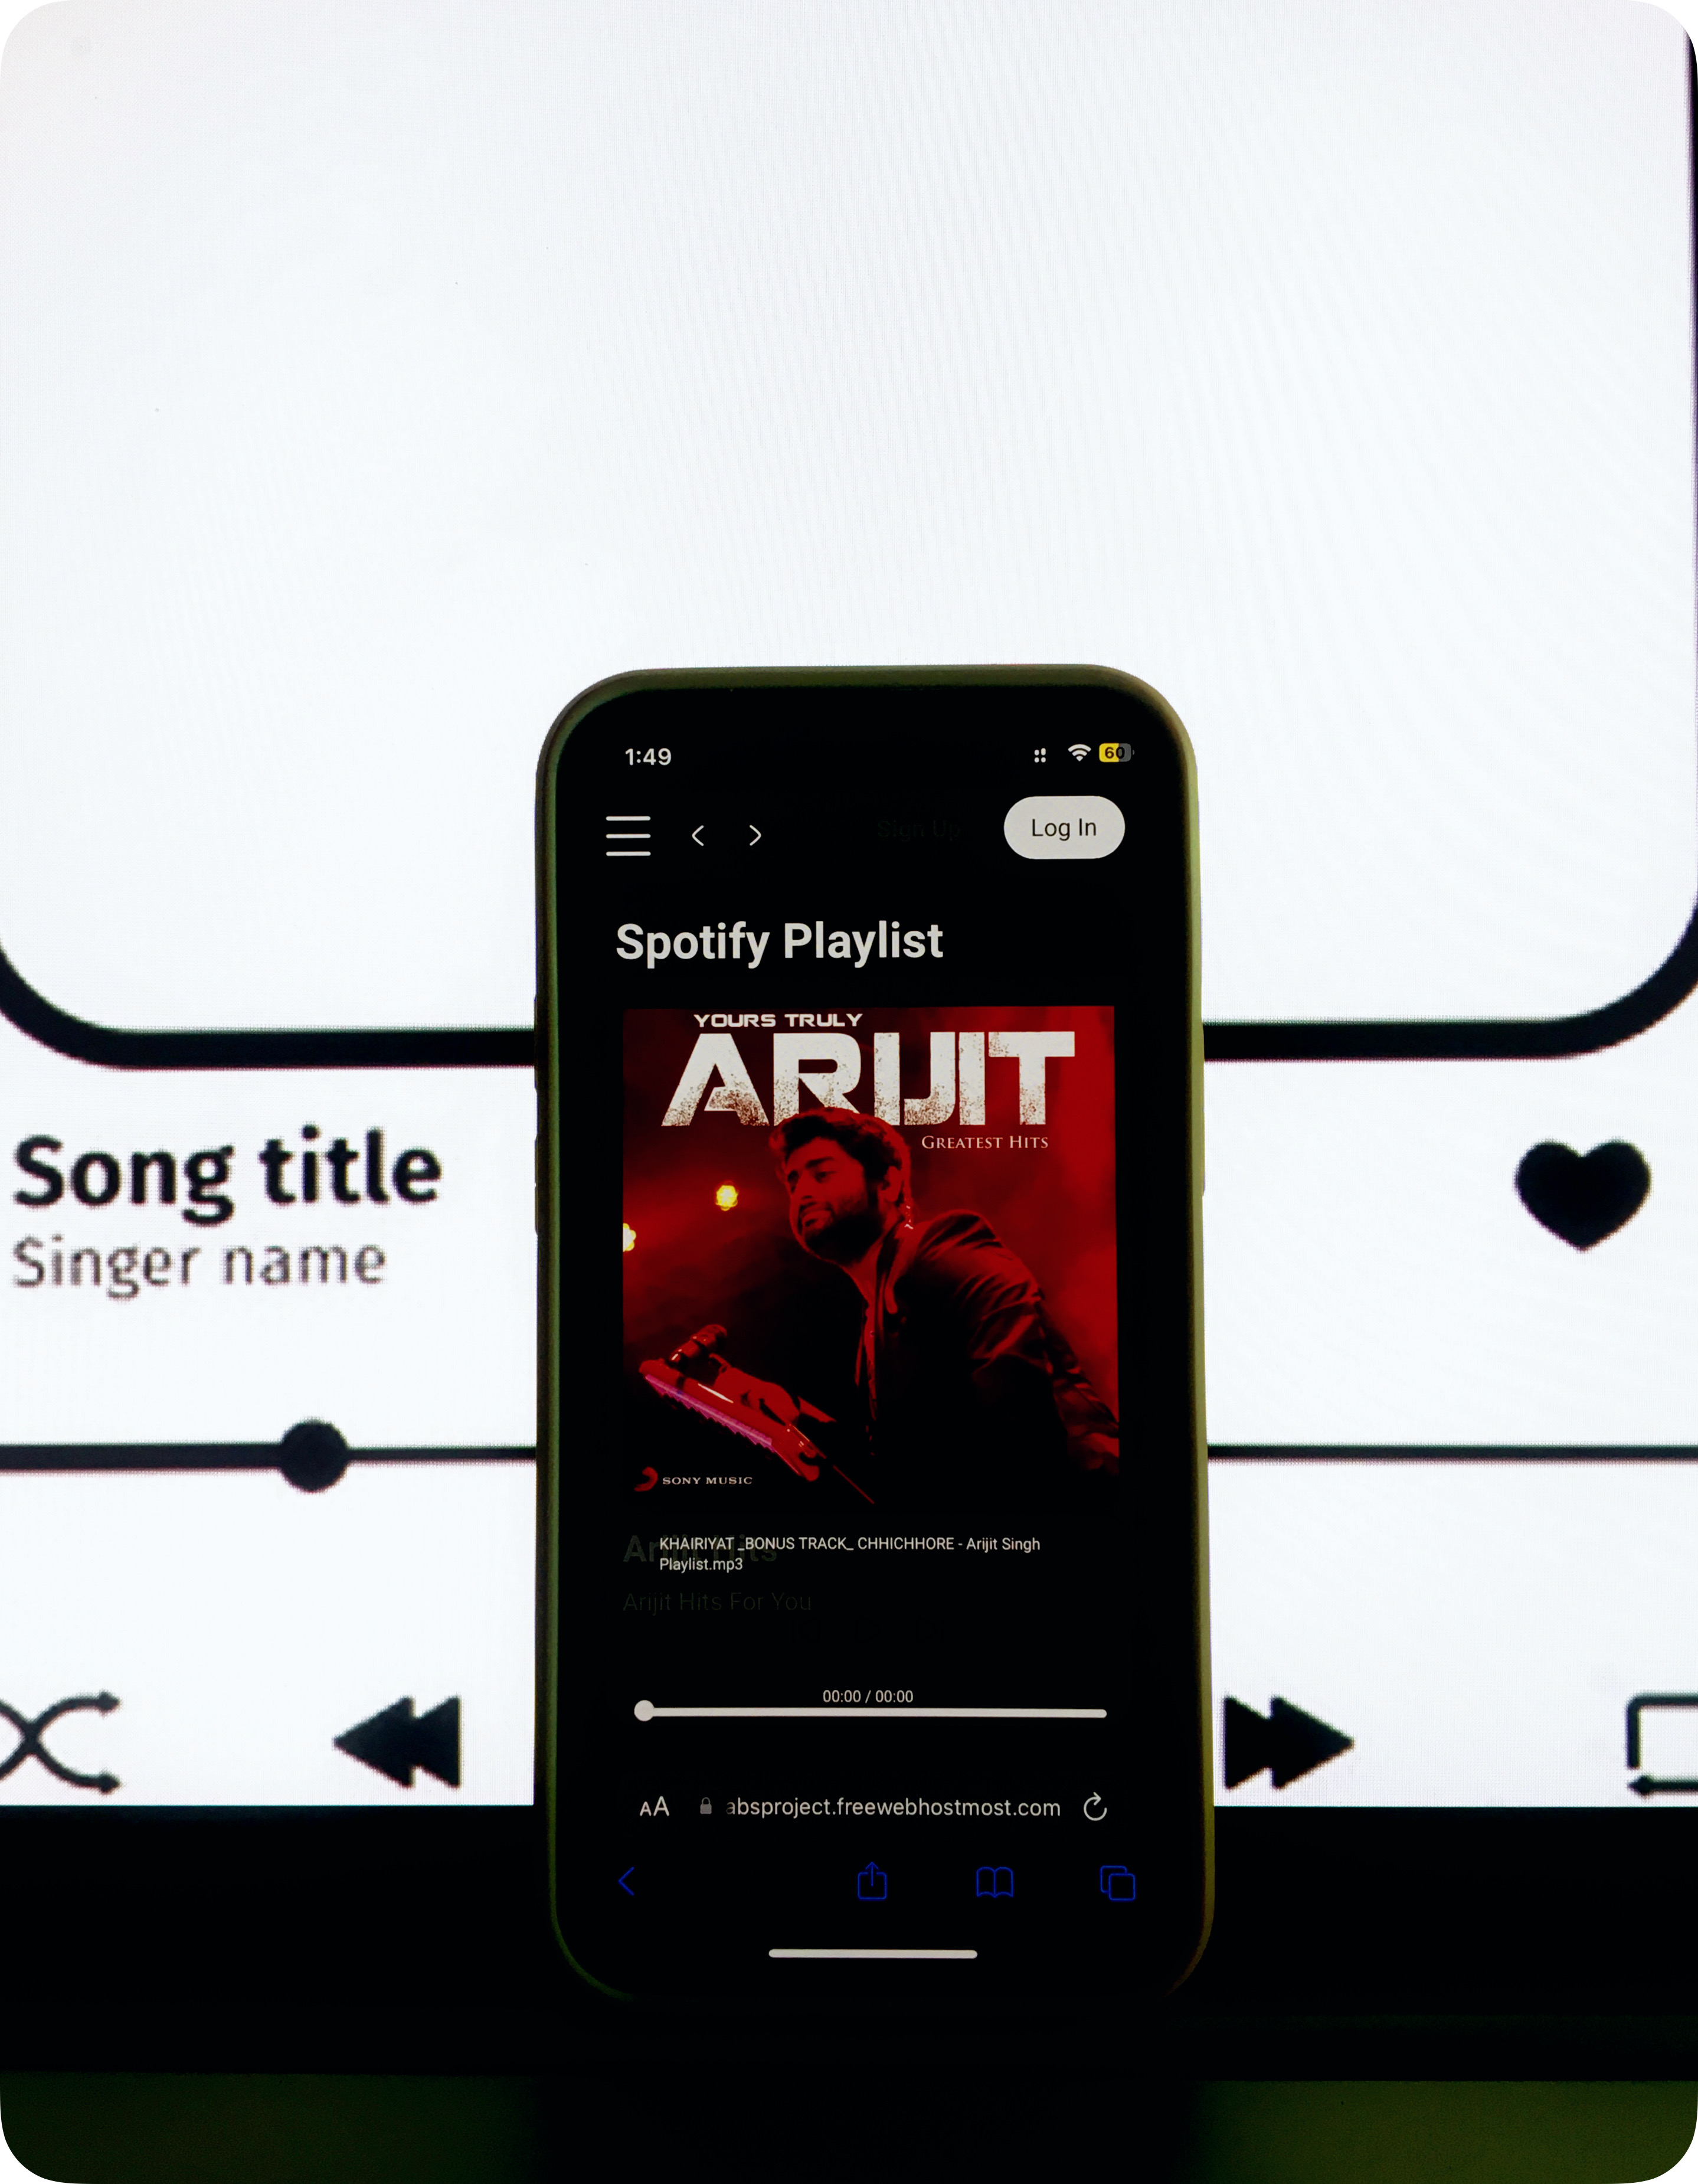 1:49
60
Sign Up
Log In
Spotify Playlist
YOURS TRULY
ARIJIT
GREATEST HITS
SONY MUSIC
Song title
Singer name
Arijit Hits
KHAIRIYAT _BONUS TRACK_ CHHICHHORE - Arijit Singh
Playlist.mp3
Arijit Hits For You
00:00 / 00:00
AA absproject.freewebhostmost.com